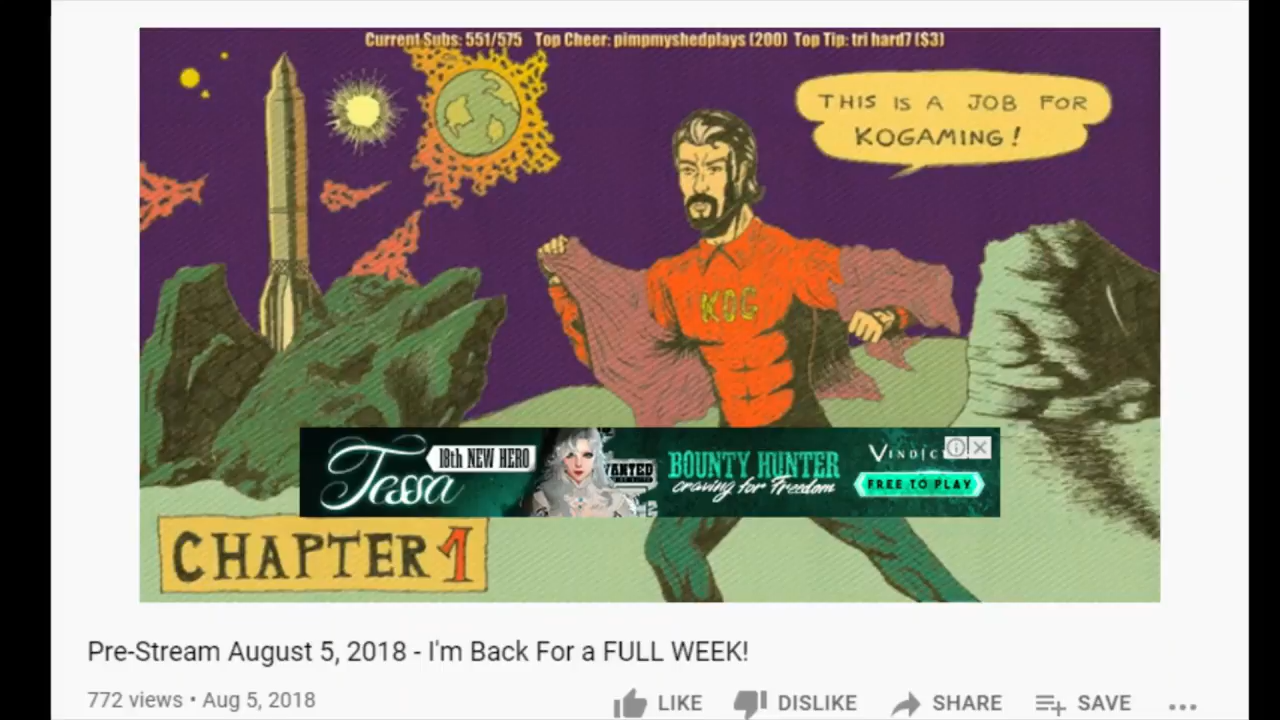 Current Subs: 551/575 Top Cheer: pimpmyshedplays (200) Top Tip: tri hard7 ($3)
THIS IS A JOB FOR
KOGAMING!
KOG
Tessa
18th NEW HERO
WANTED
BOUNTY HUNTER
craving for Freedom
VINDIC
FREE TO PLAY
CHAPTER 1
Pre-Stream August 5, 2018 - I'm Back For a FULL WEEK!
772 views • Aug 5, 2018
LIKE DISLIKE SHARE SAVE